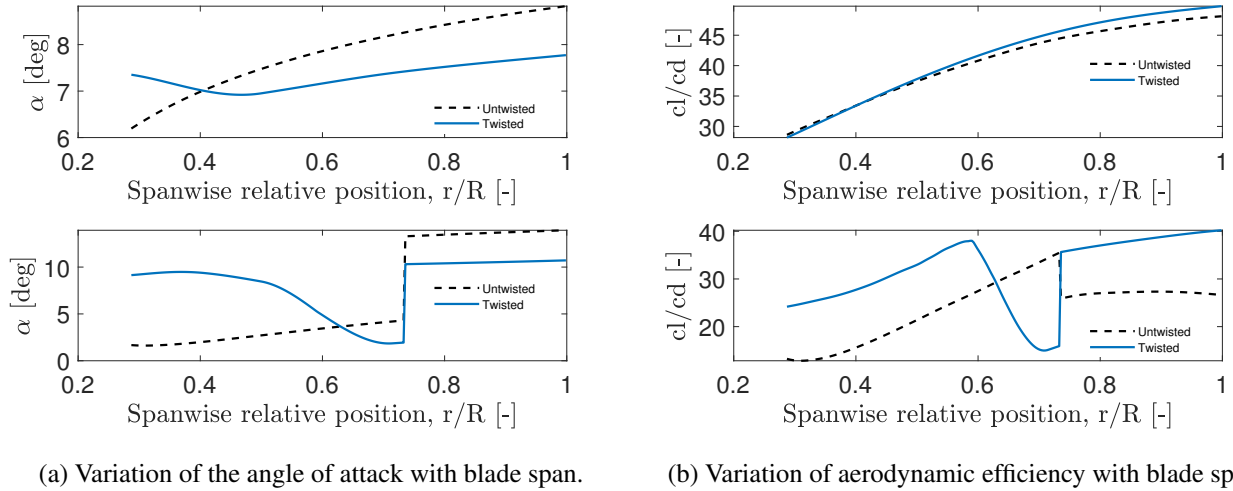 8
7
6
α [deg]
Untwisted
Twisted
0.2 0.4 0.6 0.8 1
Spanwise relative position, r/R [-]
10
5
0
α [deg]
Untwisted
Twisted
0.2 0.4 0.6 0.8 1
Spanwise relative position, r/R [-]
(a) Variation of the angle of attack with blade span.
45
40
35
30
cl/cd [-]
Untwisted
Twisted
0.2 0.4 0.6 0.8 1
Spanwise relative position, r/R [-]
40
30
20
cl/cd [-]
Untwisted
Twisted
0.2 0.4 0.6 0.8 1
Spanwise relative position, r/R [-]
(b) Variation of aerodynamic efficiency with blade sp